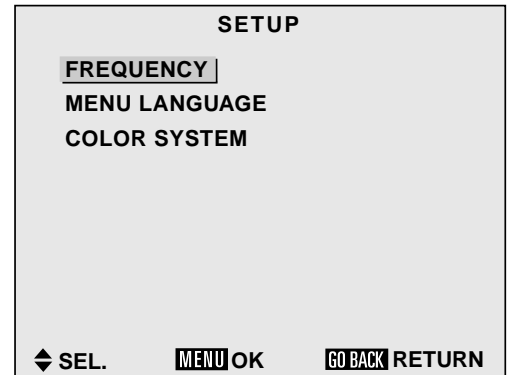 SETUP
FREQUENCY
MENU LANGUAGE
COLOR SYSTEM
SEL. MENU OK GO BACK RETURN